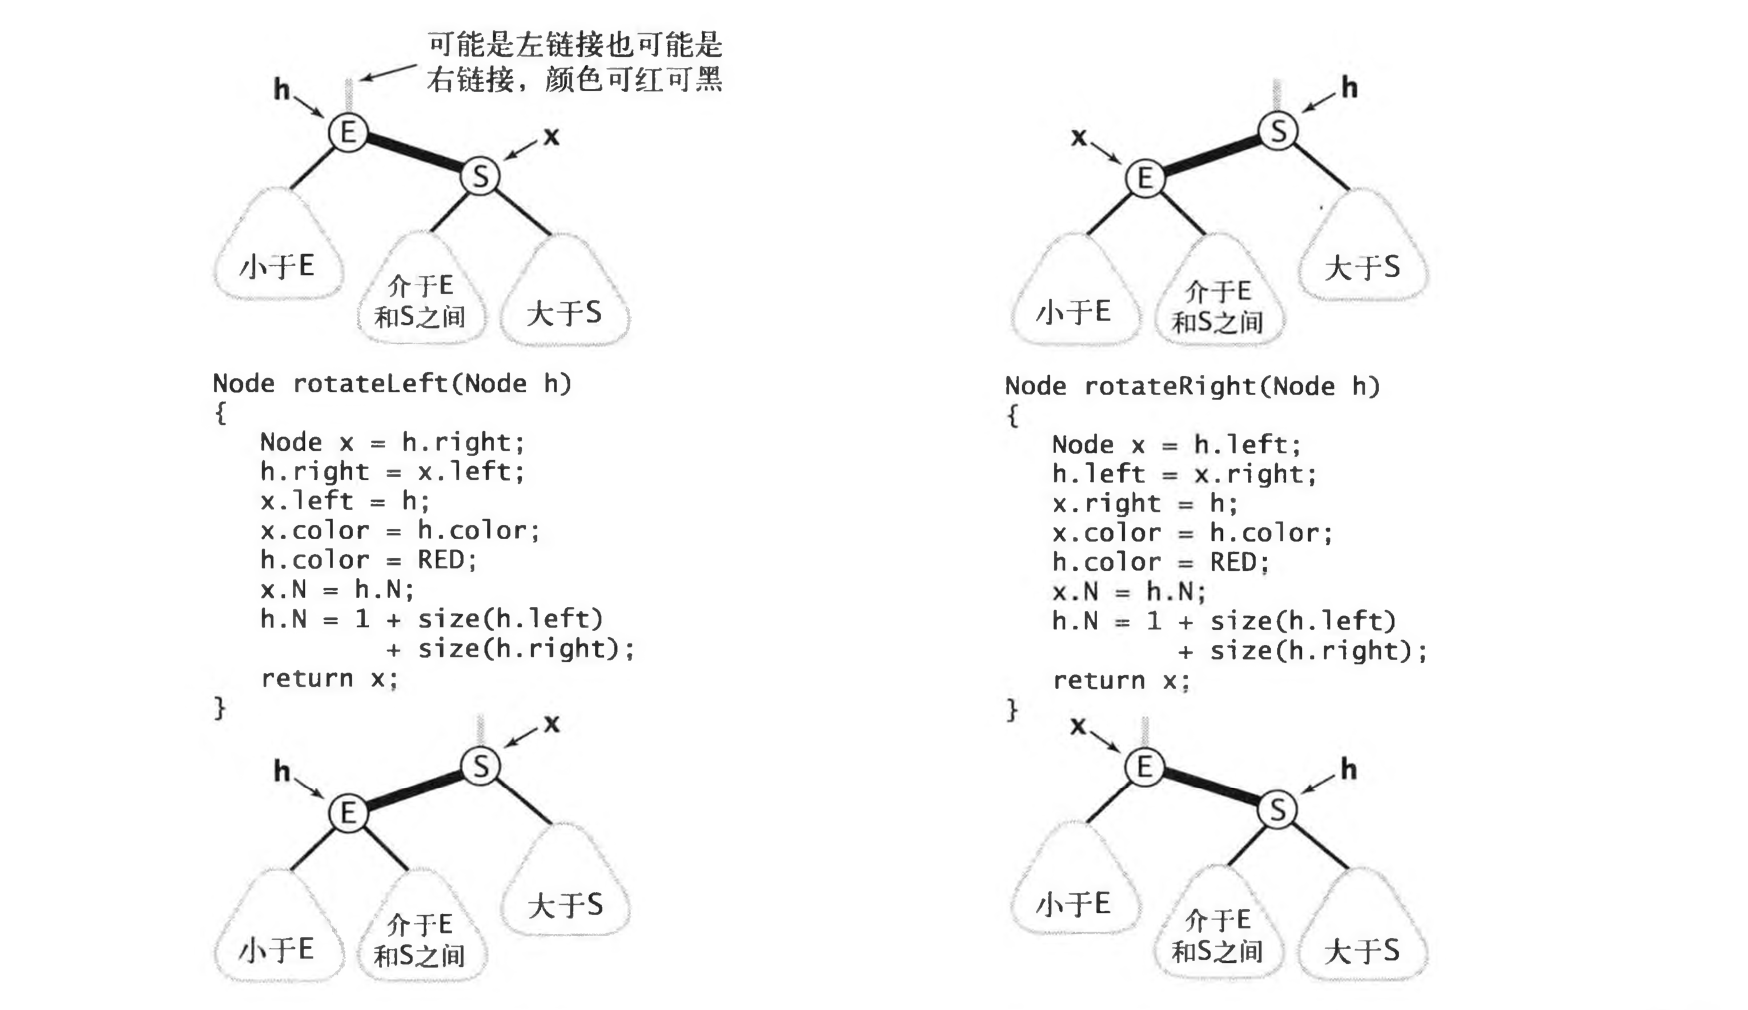 可能是左链接也可能是
右链接，颜色可红可黑
h
E
x
S
小于E
介于E
和S之间
大于S
Node rotateLeft(Node h)
{
Node x = h.right;
h.right = x.left;
x.left = h;
x.color = h.color;
h.color = RED;
x.N = h.N;
h.N = 1 + size(h.left)
+ size(h.right);
return x;
}
x
S
h
E
大于S
小于E
介于E
和S之间
h
S
x
E
大于S
小于E
介于E
和S之间
Node rotateRight(Node h)
{
Node x = h.left;
h.left = x.right;
x.right = h;
x.color = h.color;
h.color = RED;
x.N = h.N;
h.N = 1 + size(h.left)
+ size(h.right);
return x;
}
x
E
h
S
小于E
介于E
和S之间
大于S